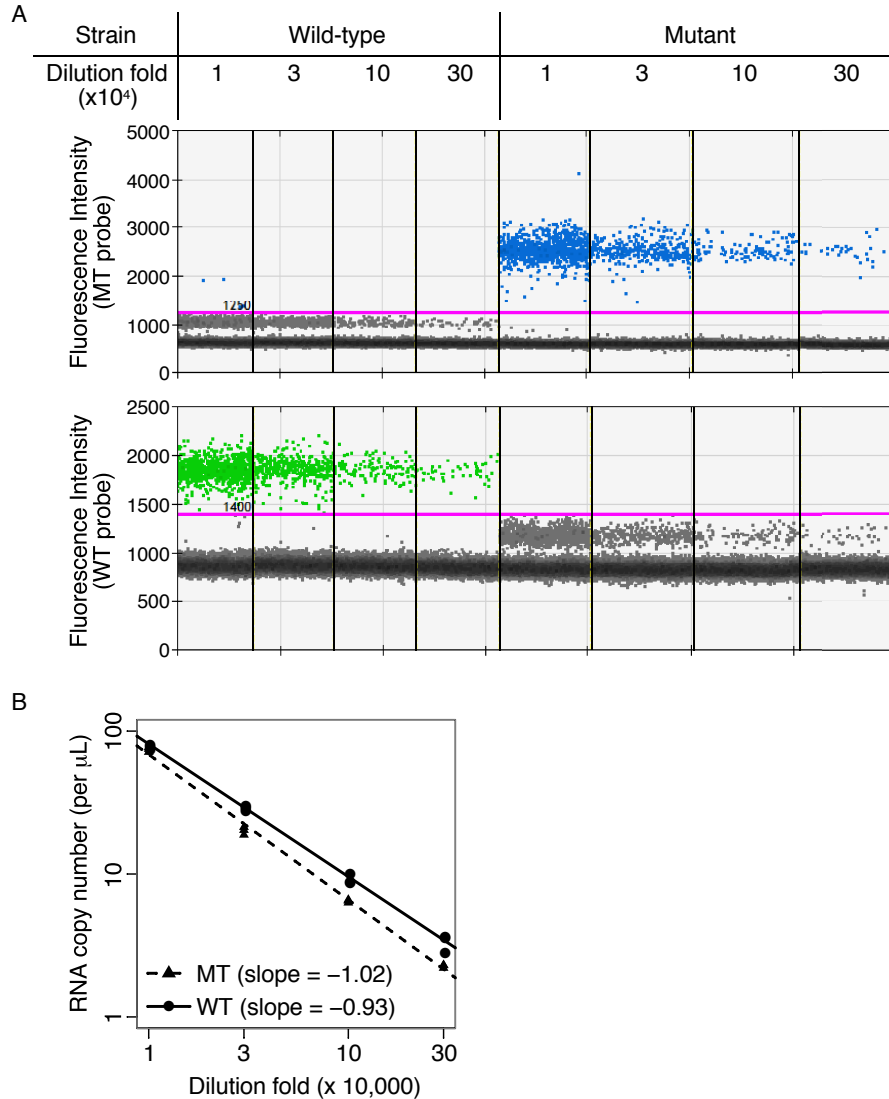 A
Strain Wild-type Mutant
Dilution fold 1 3 10 30 1 3 10 30
(x10⁴)
Fluorescence Intensity
(MT probe)
5000
4000
3000
2000
1250
1000
0
Fluorescence Intensity
(WT probe)
2500
2000
1500
1400
1000
500
0
B
RNA copy number (per μL)
100
10
1
MT (slope = −1.02)
WT (slope = −0.93)
1 3 10 30
Dilution fold (x 10,000)